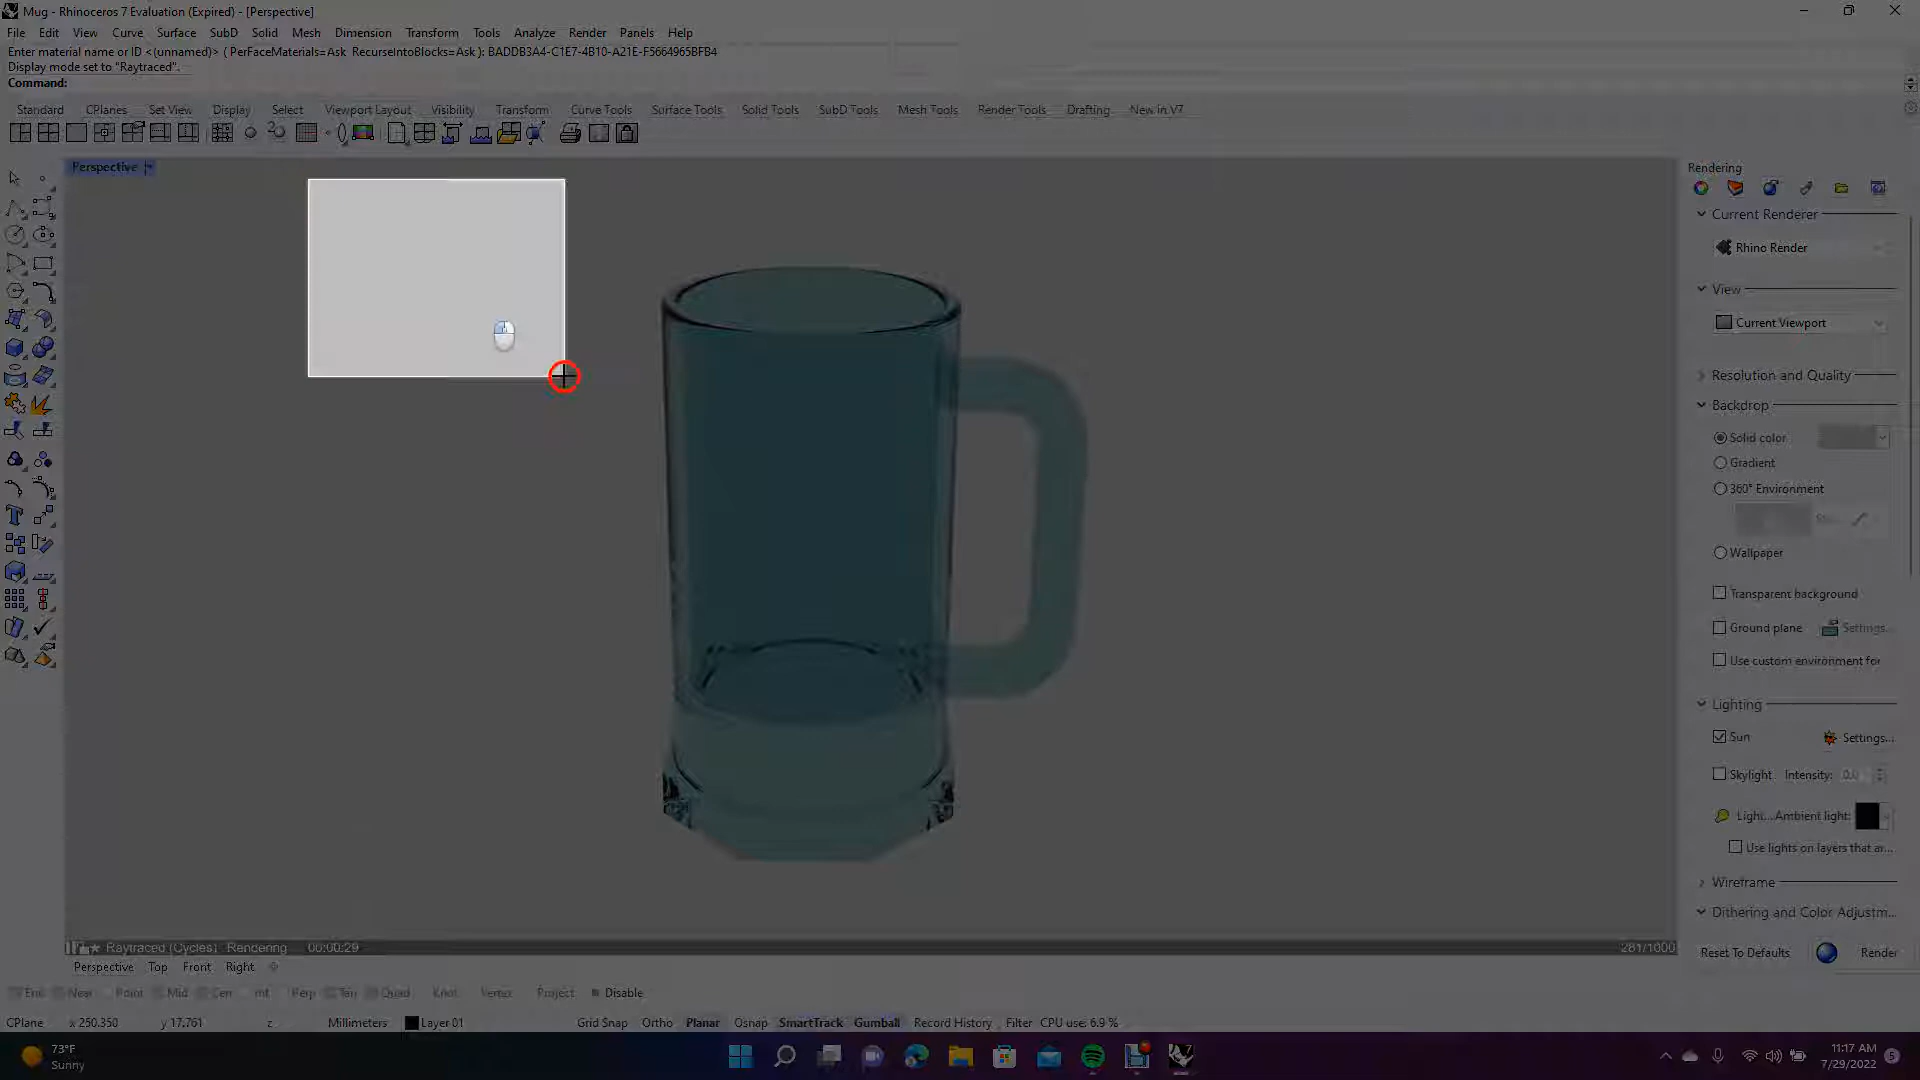 Mug - Rhinoceros 7 Evaluation (Expired) - [Perspective]
File Edit View Curve Surface SubD Solid Mesh Dimension Transform Tools Analyze Render Panels Help
Enter material name or ID <(unnamed)> ( PerFaceMaterials=Ask RecurseIntoBlocks=Ask ): BADDB3A4-C1E7-4B10-A21E-F5664965BFB4
Display mode set to "Raytraced".
Command:
Standard CPlanes Set View Display Select Viewport Layout Visibility Transform Curve Tools Surface Tools Solid Tools SubD Tools Mesh Tools Render Tools Drafting New in V7
Perspective
Rendering
Current Renderer
Rhino Render
View
Current Viewport
Resolution and Quality
Backdrop
Solid color
Gradient
360° Environment
Wallpaper
Transparent background
Ground plane Settings...
Use custom environment for
Lighting
Sun Settings...
Skylight Intensity: 0.0
Light... Ambient light:
Use lights on layers that ar...
Wireframe
Dithering and Color Adjustm...
Reset To Defaults Render
Raytraced (Cycles) Rendering 00:00:29 281/1000
Perspective Top Front Right
End Near Point Mid Cen Int Perp Tan Quad Knot Vertex Project Disable
CPlane x 250.350 y 17.761 z Millimeters Layer 01 Grid Snap Ortho Planar Osnap SmartTrack Gumball Record History Filter CPU use: 6.9 %
73°F
Sunny
11:17 AM
7/29/2022
5